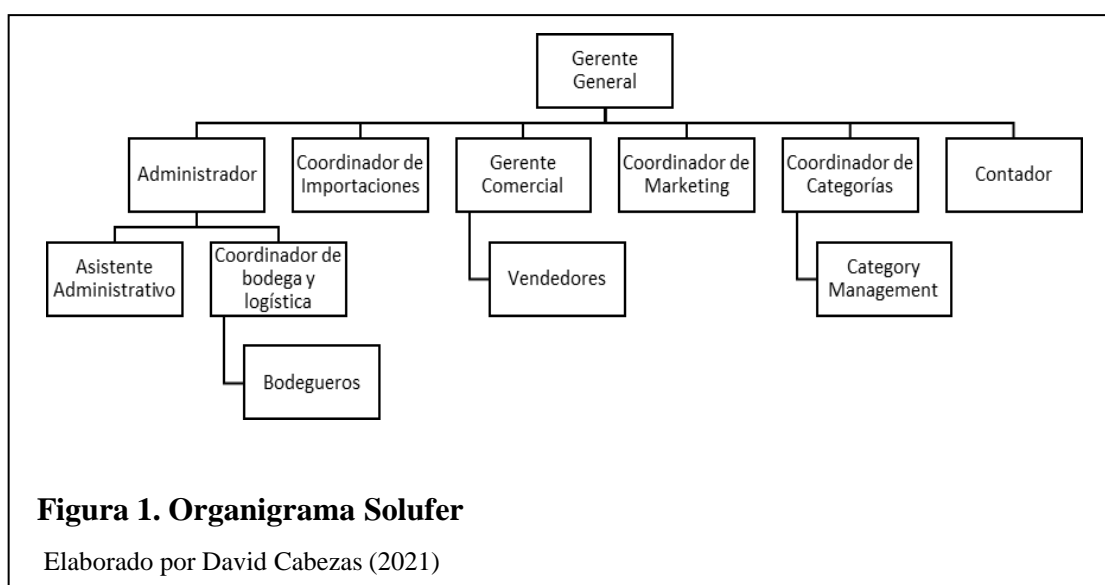 Gerente
General
Administrador
Coordinador de
Importaciones
Gerente
Comercial
Coordinador de
Marketing
Coordinador de
Categorías
Contador
Asistente
Administrativo
Coordinador de
bodega y
logística
Vendedores
Category
Management
Bodegueros
Figura 1. Organigrama Solufer
Elaborado por David Cabezas (2021)